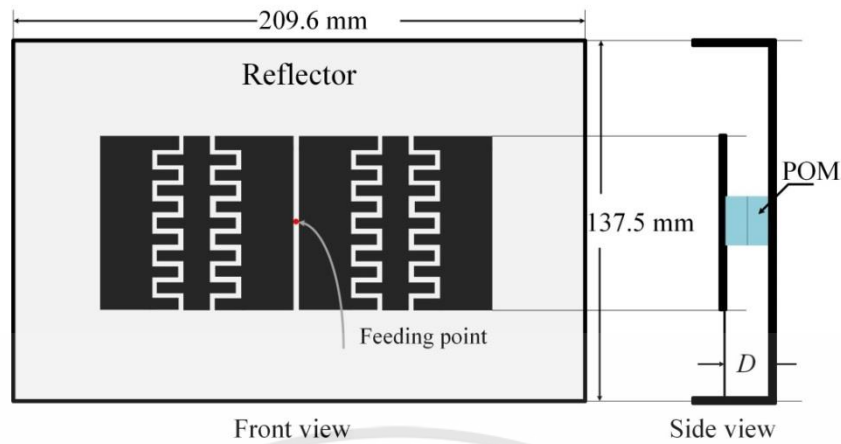 209.6 mm
Reflector
POM
137.5 mm
Feeding point
D
Front view
Side view